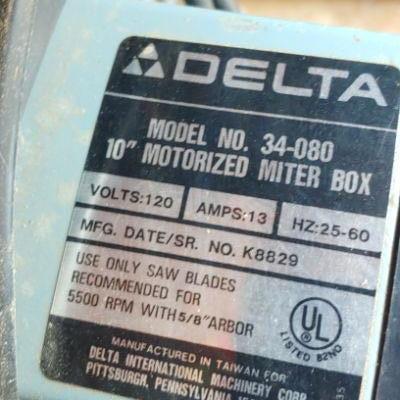 DELTA
MODEL NO. 34-080
10" MOTORIZED MITER BOX
VOLTS:120 AMPS:13 HZ:25-60
MFG. DATE/SR. NO. K8829
USE ONLY SAW BLADES
RECOMMENDED FOR
5500 RPM WITH 5/8" ARBOR
UL
LISTED 82NO
MANUFACTURED IN TAIWAN FOR
DELTA INTERNATIONAL MACHINERY CORP
PITTSBURGH, PENNSYLVANIA